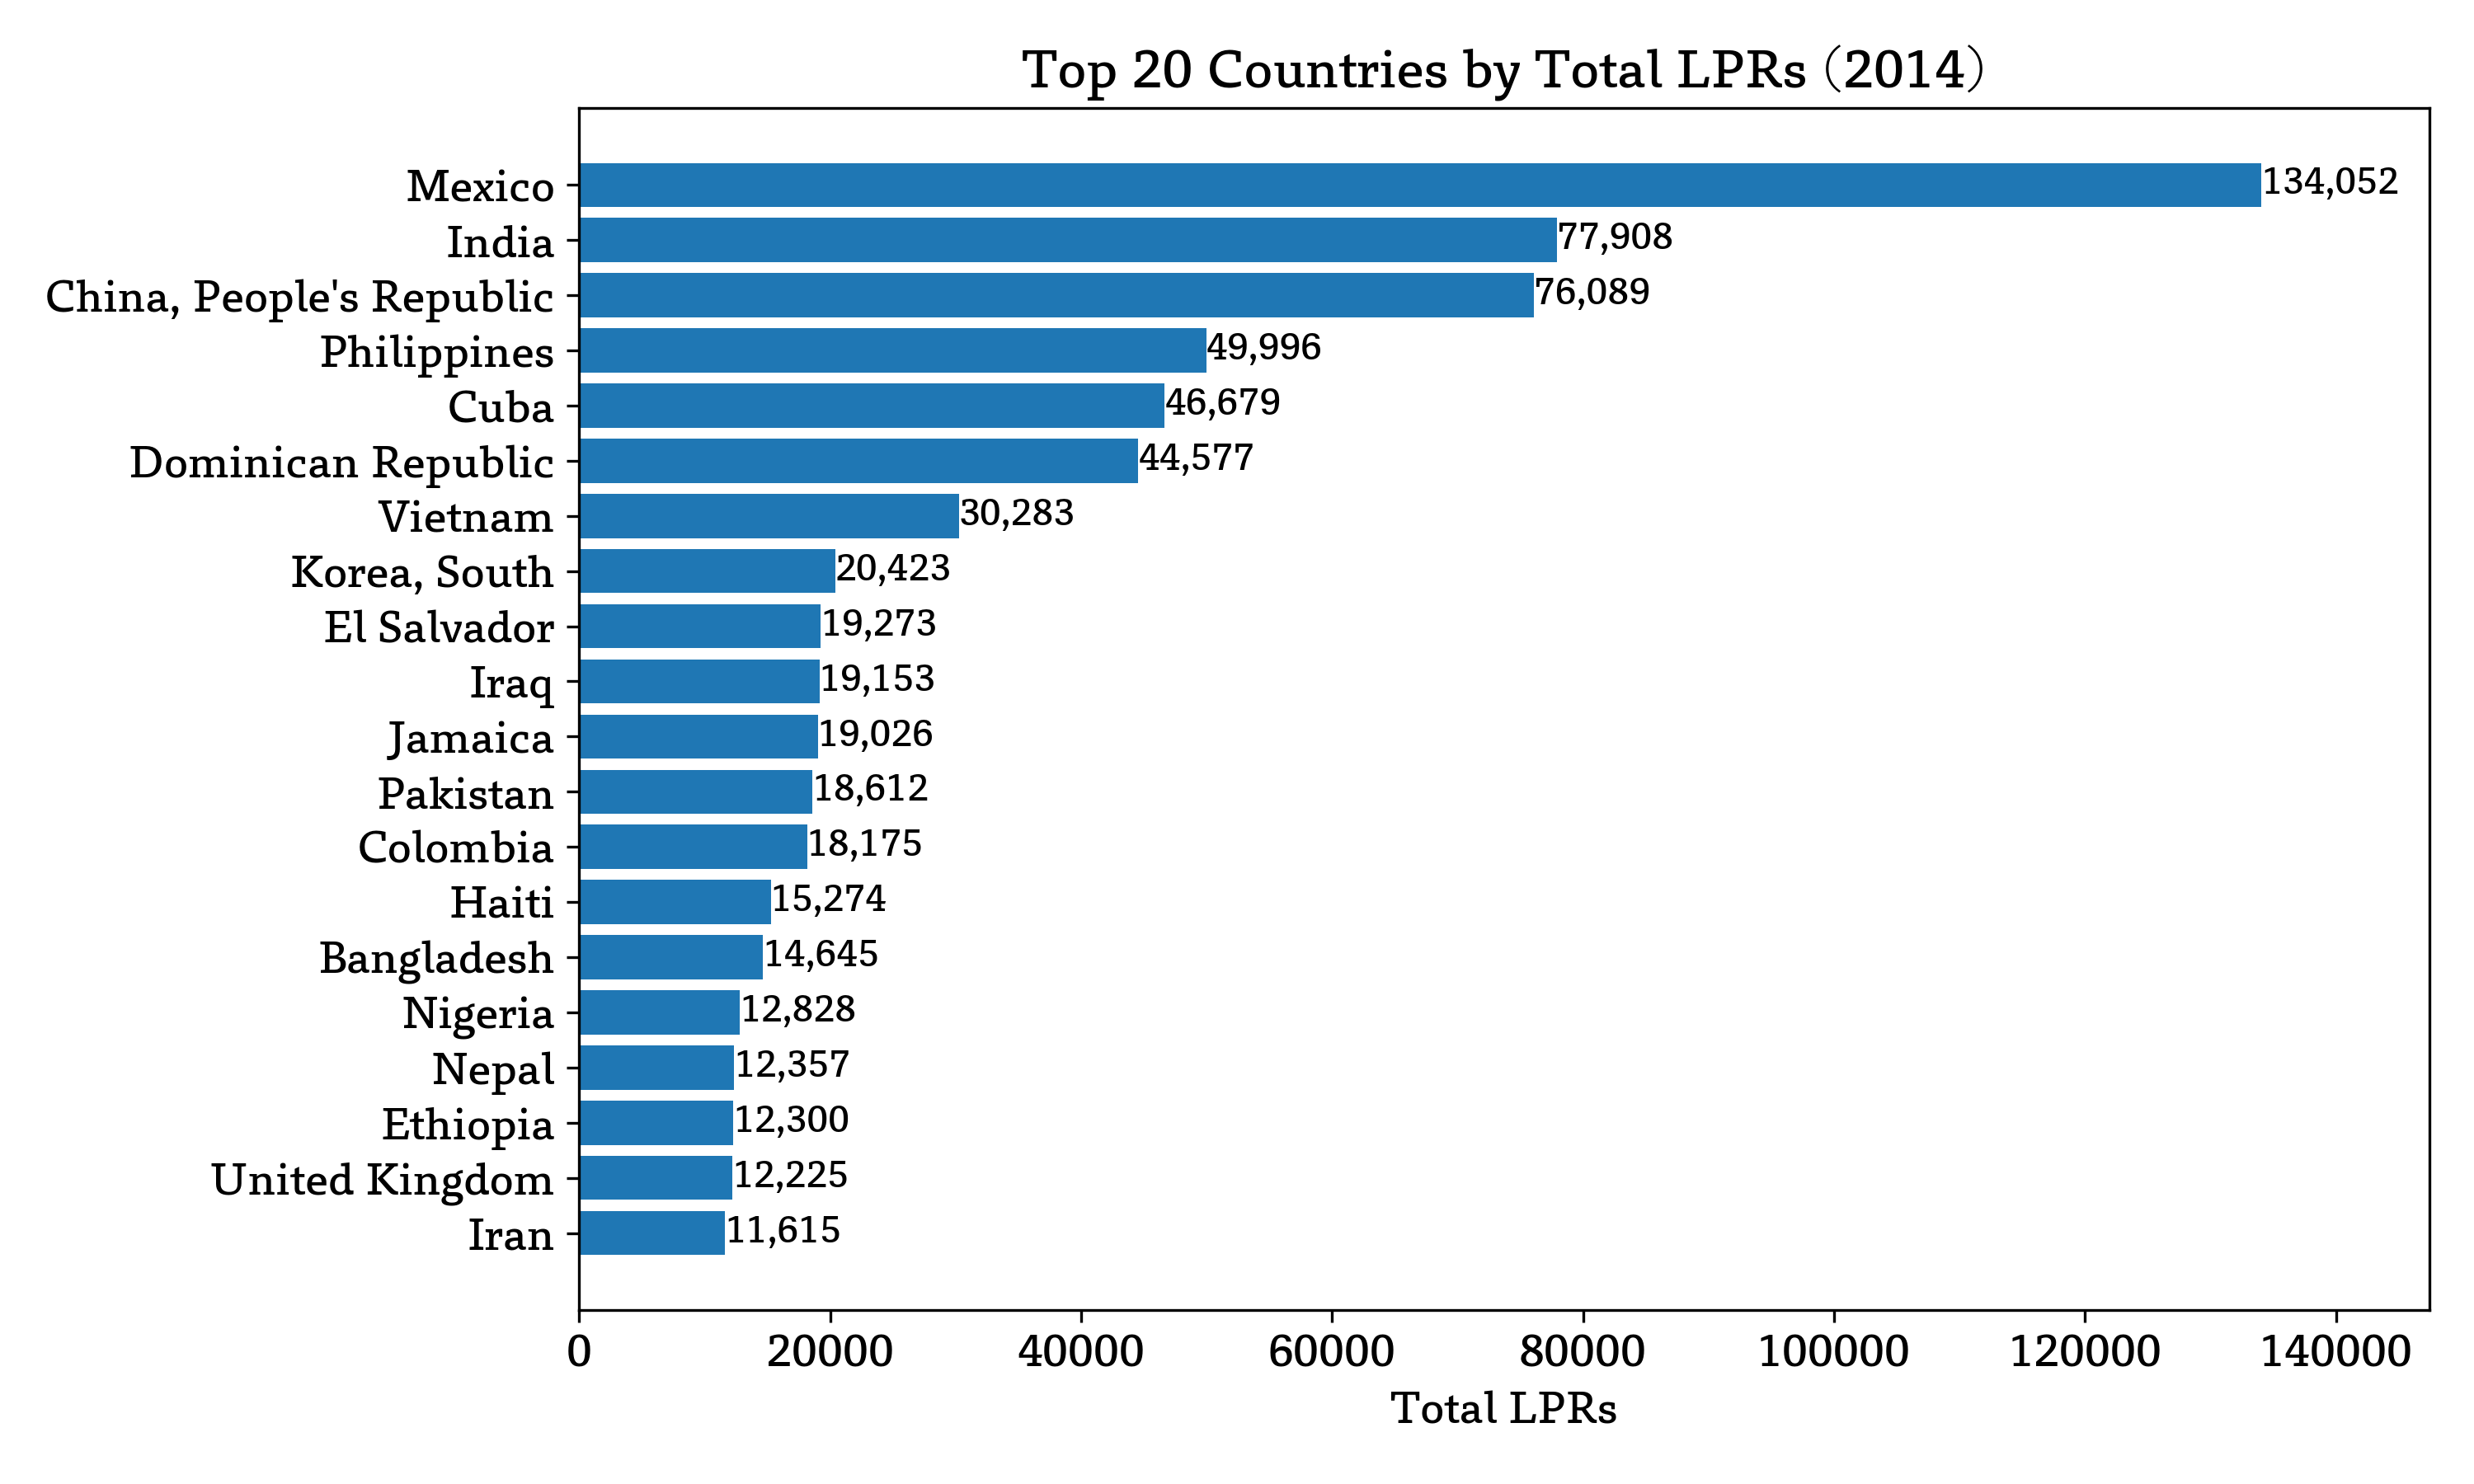 Top 20 Countries by Total LPRs (2014)
Mexico 134,052
India 77,908
China, People's Republic 76,089
Philippines 49,996
Cuba 46,679
Dominican Republic 44,577
Vietnam 30,283
Korea, South 20,423
El Salvador 19,273
Iraq 19,153
Jamaica 19,026
Pakistan 18,612
Colombia 18,175
Haiti 15,274
Bangladesh 14,645
Nigeria 12,828
Nepal 12,357
Ethiopia 12,300
United Kingdom 12,225
Iran 11,615
0 20000 40000 60000 80000 100000 120000 140000
Total LPRs